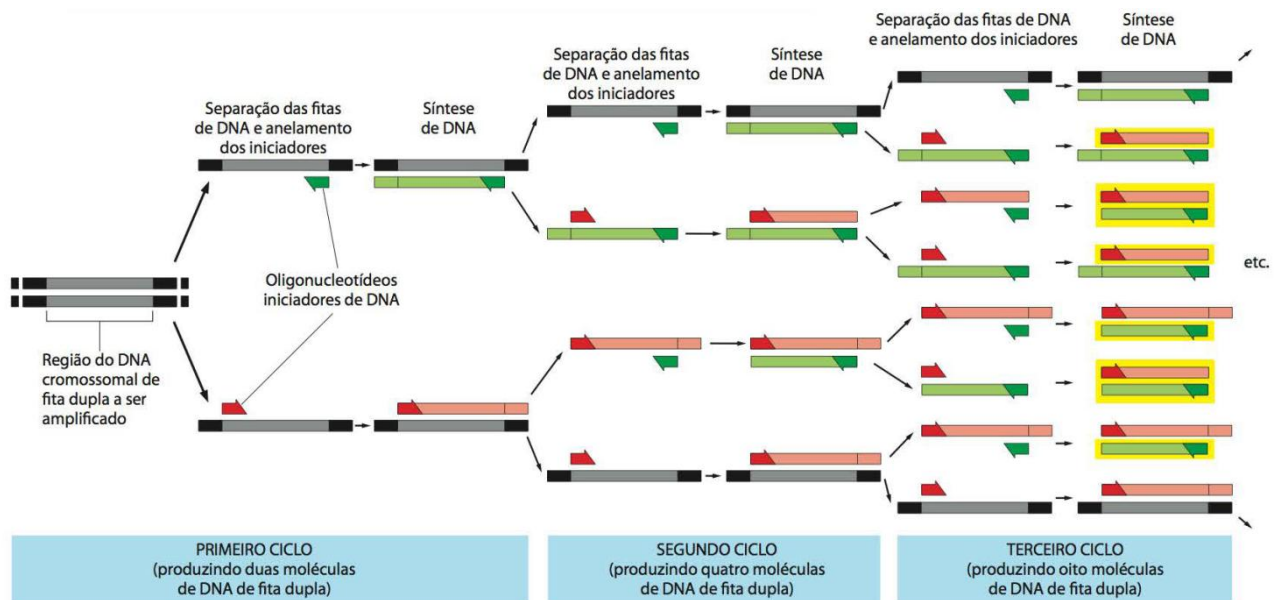 Separação das fitas
de DNA e anelamento
dos iniciadores
Síntese
de DNA
Separação das fitas
de DNA e anelamento
dos iniciadores
Síntese
de DNA
Separação das fitas de DNA
e anelamento dos iniciadores
Síntese
de DNA
Oligonucleotídeos
iniciadores de DNA
Região do DNA
cromossomal de
fita dupla a ser
amplificado
etc.
PRIMEIRO CICLO
(produzindo duas moléculas
de DNA de fita dupla)
SEGUNDO CICLO
(produzindo quatro moléculas
de DNA de fita dupla)
TERCEIRO CICLO
(produzindo oito moléculas
de DNA de fita dupla)